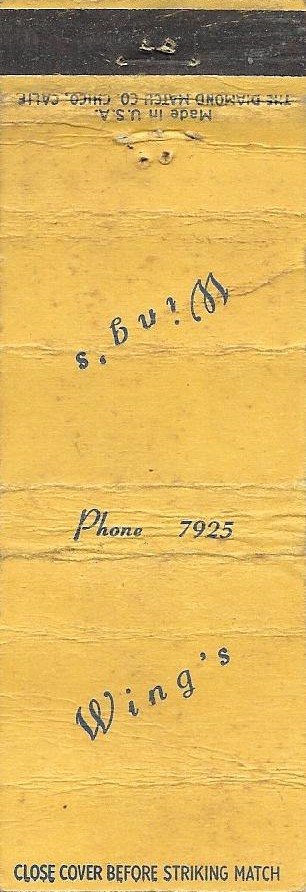 THE DIAMOND MATCH CO. CHICO, CALIF.
Made in U.S.A.
Wing's
Phone 7925
Wing's
CLOSE COVER BEFORE STRIKING MATCH